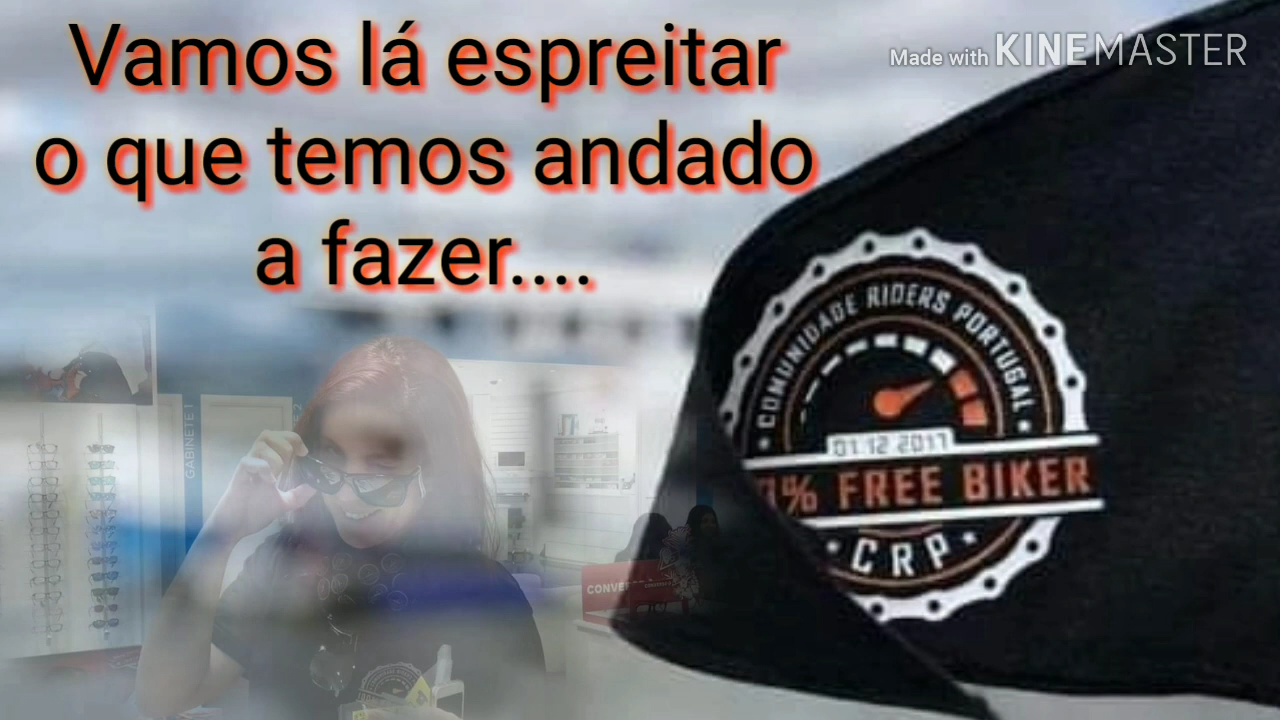 Vamos lá espreitar
o que temos andado
a fazer....
Made with KINEMASTER
COMUNIDADE RIDERS PORTUGAL
01.12.2017
% FREE BIKER
CRP
GABINETE 1